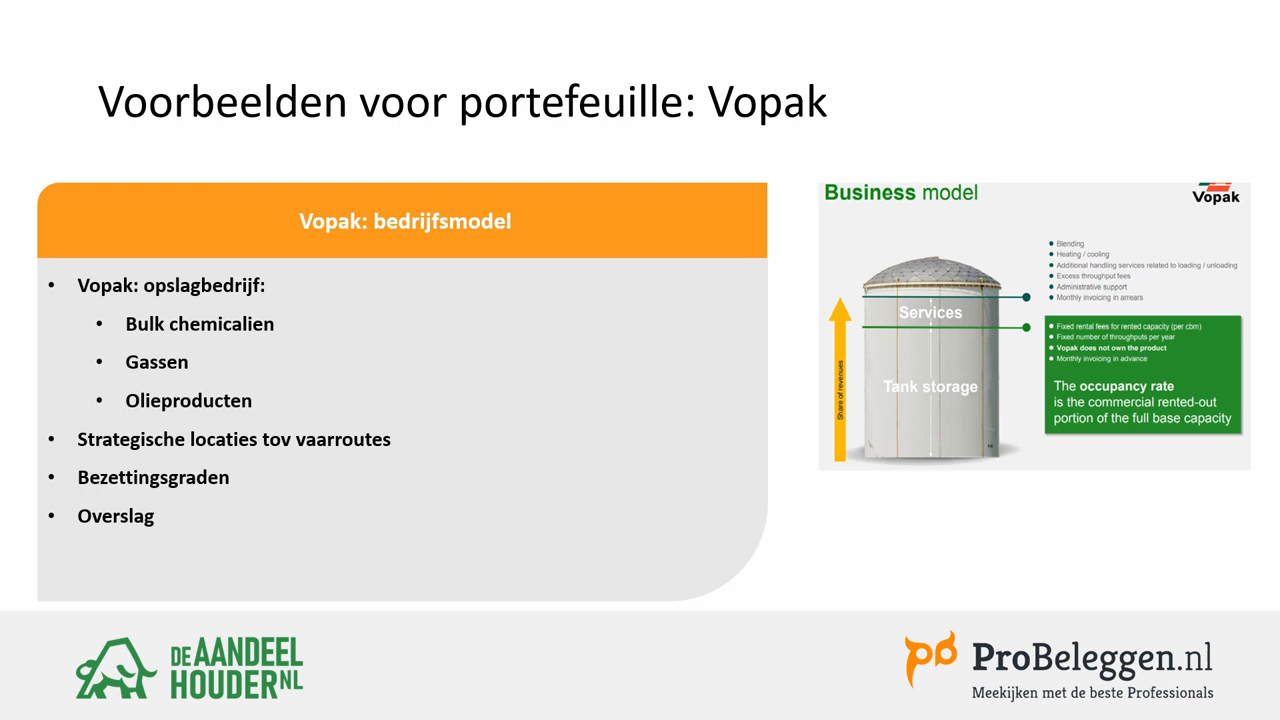 Voorbeelden voor portefeuille: Vopak
Vopak: bedrijfsmodel
• Vopak: opslagbedrijf:
• Bulk chemicalien
• Gassen
• Olieproducten
• Strategische locaties tov vaarroutes
• Bezettingsgraden
• Overslag
Business model
Vopak
• Blending
• Heating / cooling
• Additional handling services related to loading / unloading
• Excess throughput fees
• Administrative support
• Monthly invoicing in arrears
Services
Tank storage
Share of revenues
• Fixed rental fees for rented capacity (per cbm)
• Fixed number of throughputs per year
• Vopak does not own the product
• Monthly invoicing in advance
The occupancy rate
is the commercial rented-out
portion of the full base capacity
DE AANDEEL
HOUDER NL
ProBeleggen.nl
Meekijken met de beste Professionals